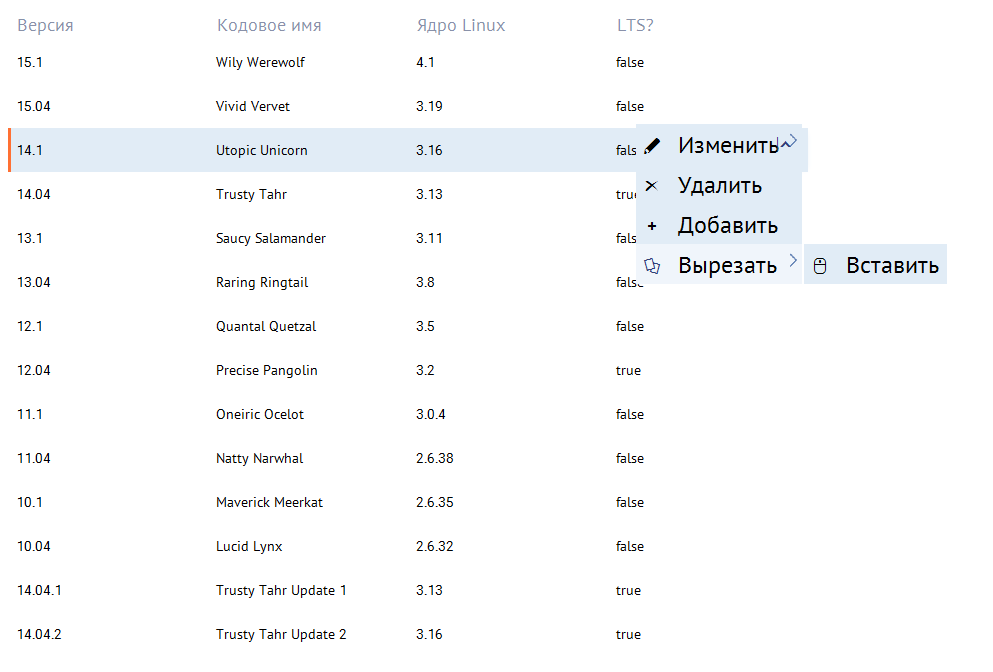 Версия Кодовое имя Ядро Linux LTS?
15.1 Wily Werewolf 4.1 false
15.04 Vivid Vervet 3.19 false
14.1 Utopic Unicorn 3.16 fals Изменить
14.04 Trusty Tahr 3.13 tru Удалить
Добавить
13.1 Saucy Salamander 3.11 fals
Вырезать Вставить
13.04 Raring Ringtail 3.8 fals
12.1 Quantal Quetzal 3.5 false
12.04 Precise Pangolin 3.2 true
11.1 Oneiric Ocelot 3.0.4 false
11.04 Natty Narwhal 2.6.38 false
10.1 Maverick Meerkat 2.6.35 false
10.04 Lucid Lynx 2.6.32 false
14.04.1 Trusty Tahr Update 1 3.13 true
14.04.2 Trusty Tahr Update 2 3.16 true